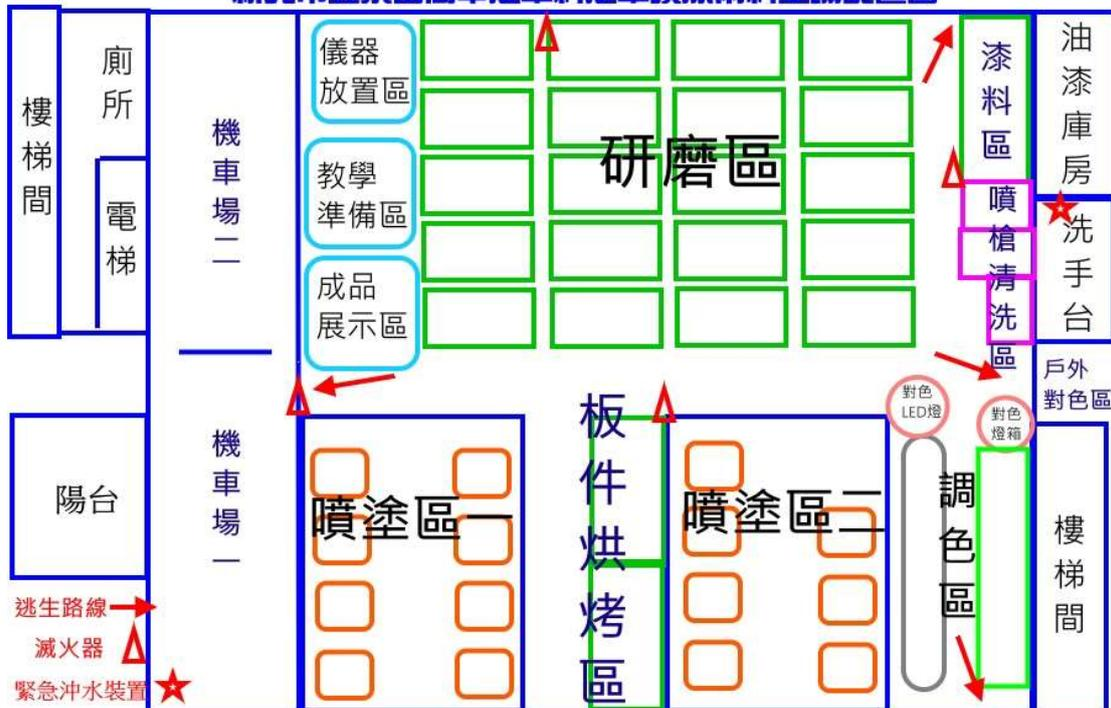 樓梯間
廁所
電梯
機車場二
儀器
放置區
教學
準備區
成品
展示區
研磨區
漆料區
噴槍清洗區
油漆庫房
洗手台
戶外
對色區
陽台
機車場一
噴塗區一
板件烘烤區
噴塗區二
對色
LED燈
對色
燈箱
調色區
樓梯間
逃生路線
滅火器
緊急沖水裝置